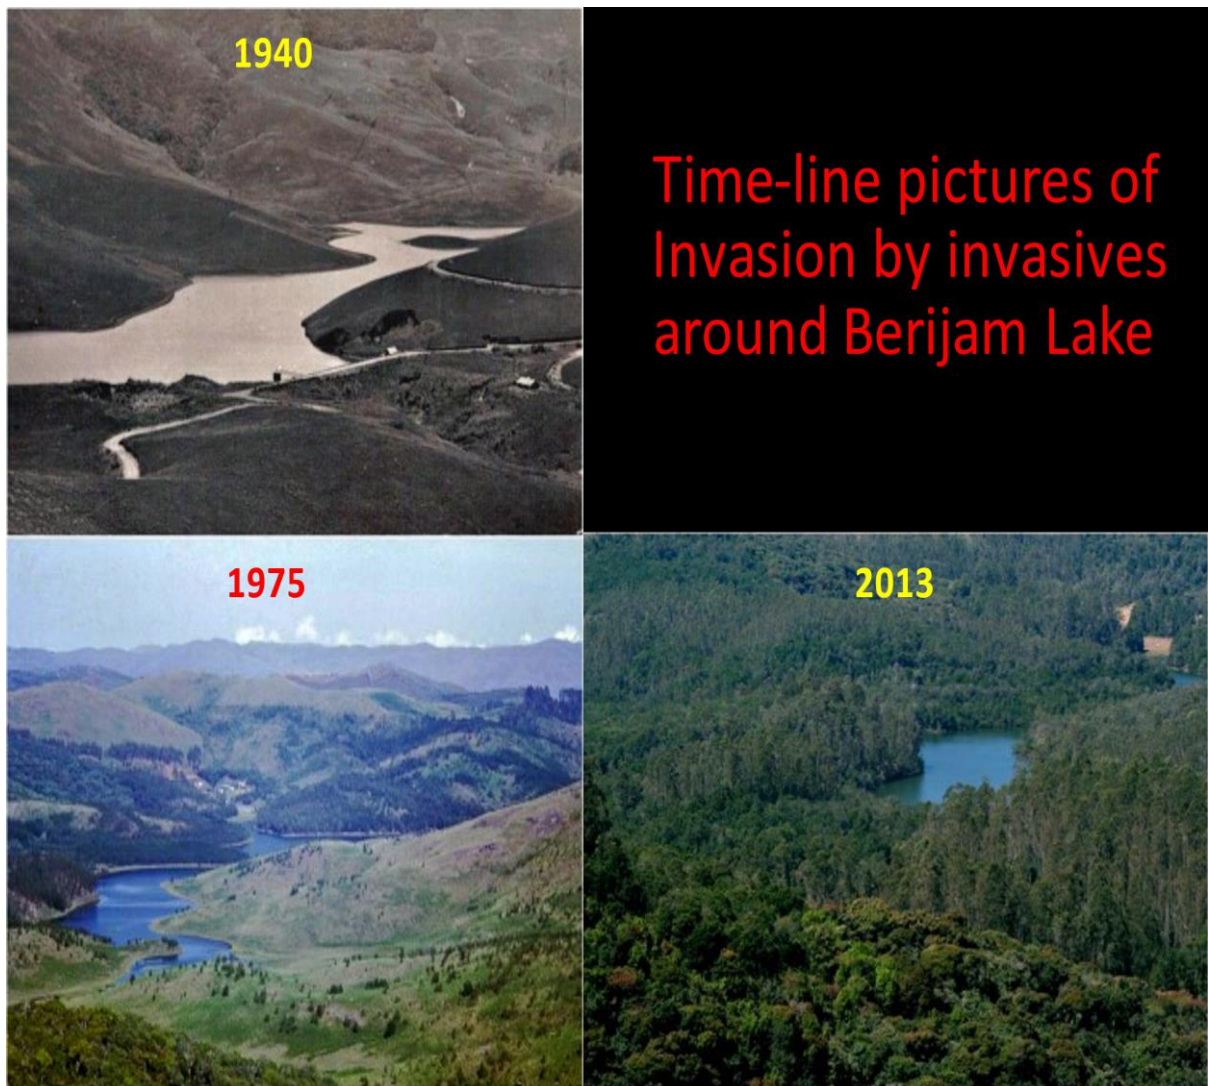 1940
Time-line pictures of
Invasion by invasives
around Berijam Lake
1975
2013